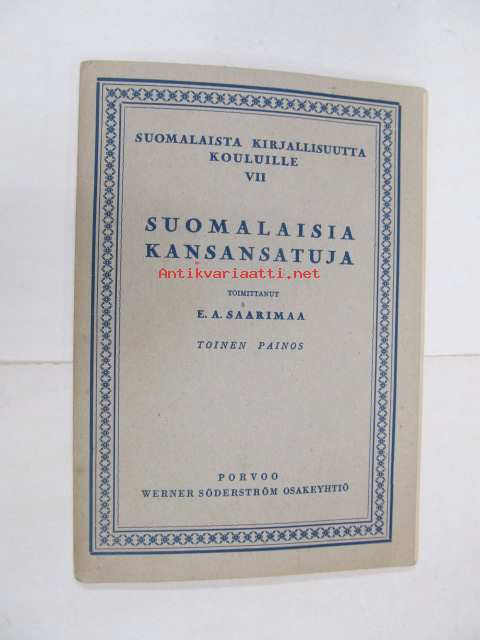 SUOMALAISTA KIRJALLISUUTTA
KOULUILLE
VII
SUOMALAISIA
KANSANSATUJA
Antikvariaatti.net
TOIMITTANUT
E. A. SAARIMAA
TOINEN PAINOS
PORVOO
WERNER SÖDERSTRÖM OSAKEYHTIÖ